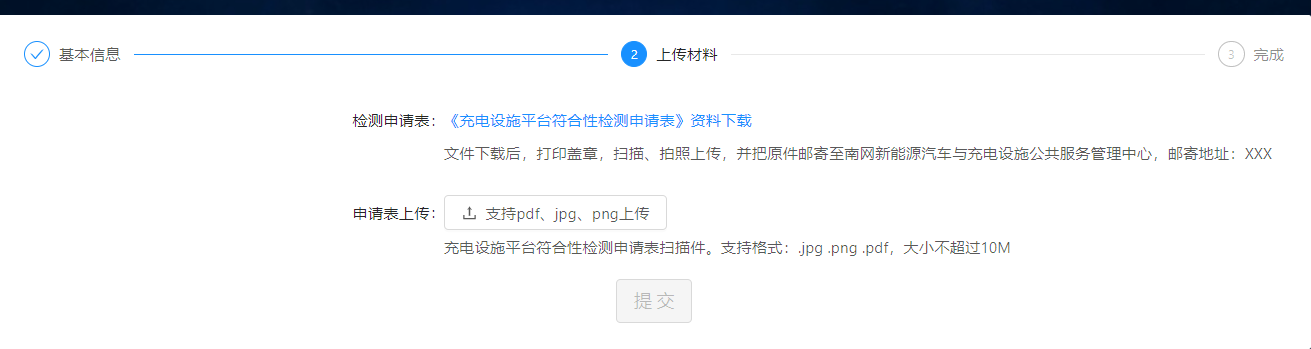 基本信息
2 上传材料
3 完成
检测申请表：《充电设施平台符合性检测申请表》资料下载
文件下载后，打印盖章，扫描、拍照上传，并把原件邮寄至南网新能源汽车与充电设施公共服务管理中心，邮寄地址：XXX
申请表上传： 支持pdf、jpg、png上传
充电设施平台符合性检测申请表扫描件。支持格式：.jpg .png .pdf，大小不超过10M
提 交